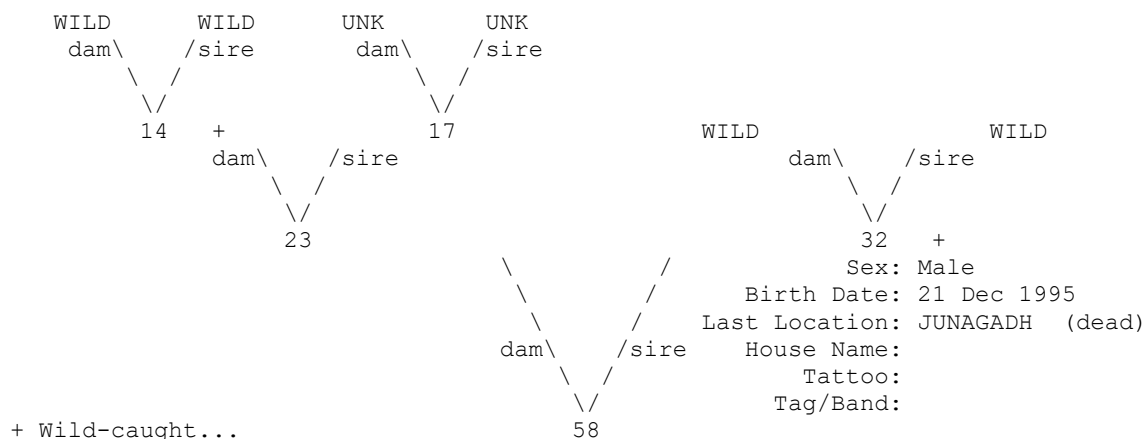 WILD WILD UNK UNK
dam\ /sire dam\ /sire
\ / \ /
\/ \/
14 + 17 WILD WILD
dam\ /sire dam\ /sire
\ / \ /
\/ \/
23 32 +
\ / Sex: Male
\ / Birth Date: 21 Dec 1995
\ / Last Location: JUNAGADH (dead)
dam\ /sire House Name:
\ / Tattoo:
\/ Tag/Band:
+ Wild-caught... 58